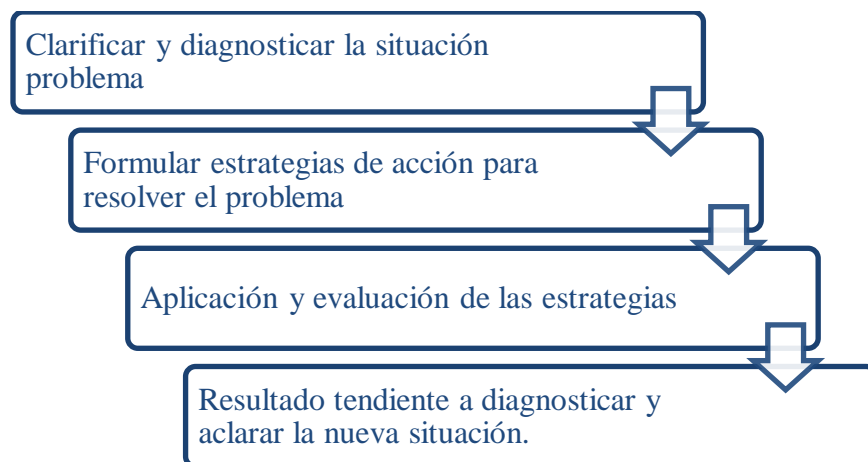 Clarificar y diagnosticar la situación
problema
Formular estrategias de acción para
resolver el problema
Aplicación y evaluación de las estrategias
Resultado tendiente a diagnosticar y
aclarar la nueva situación.